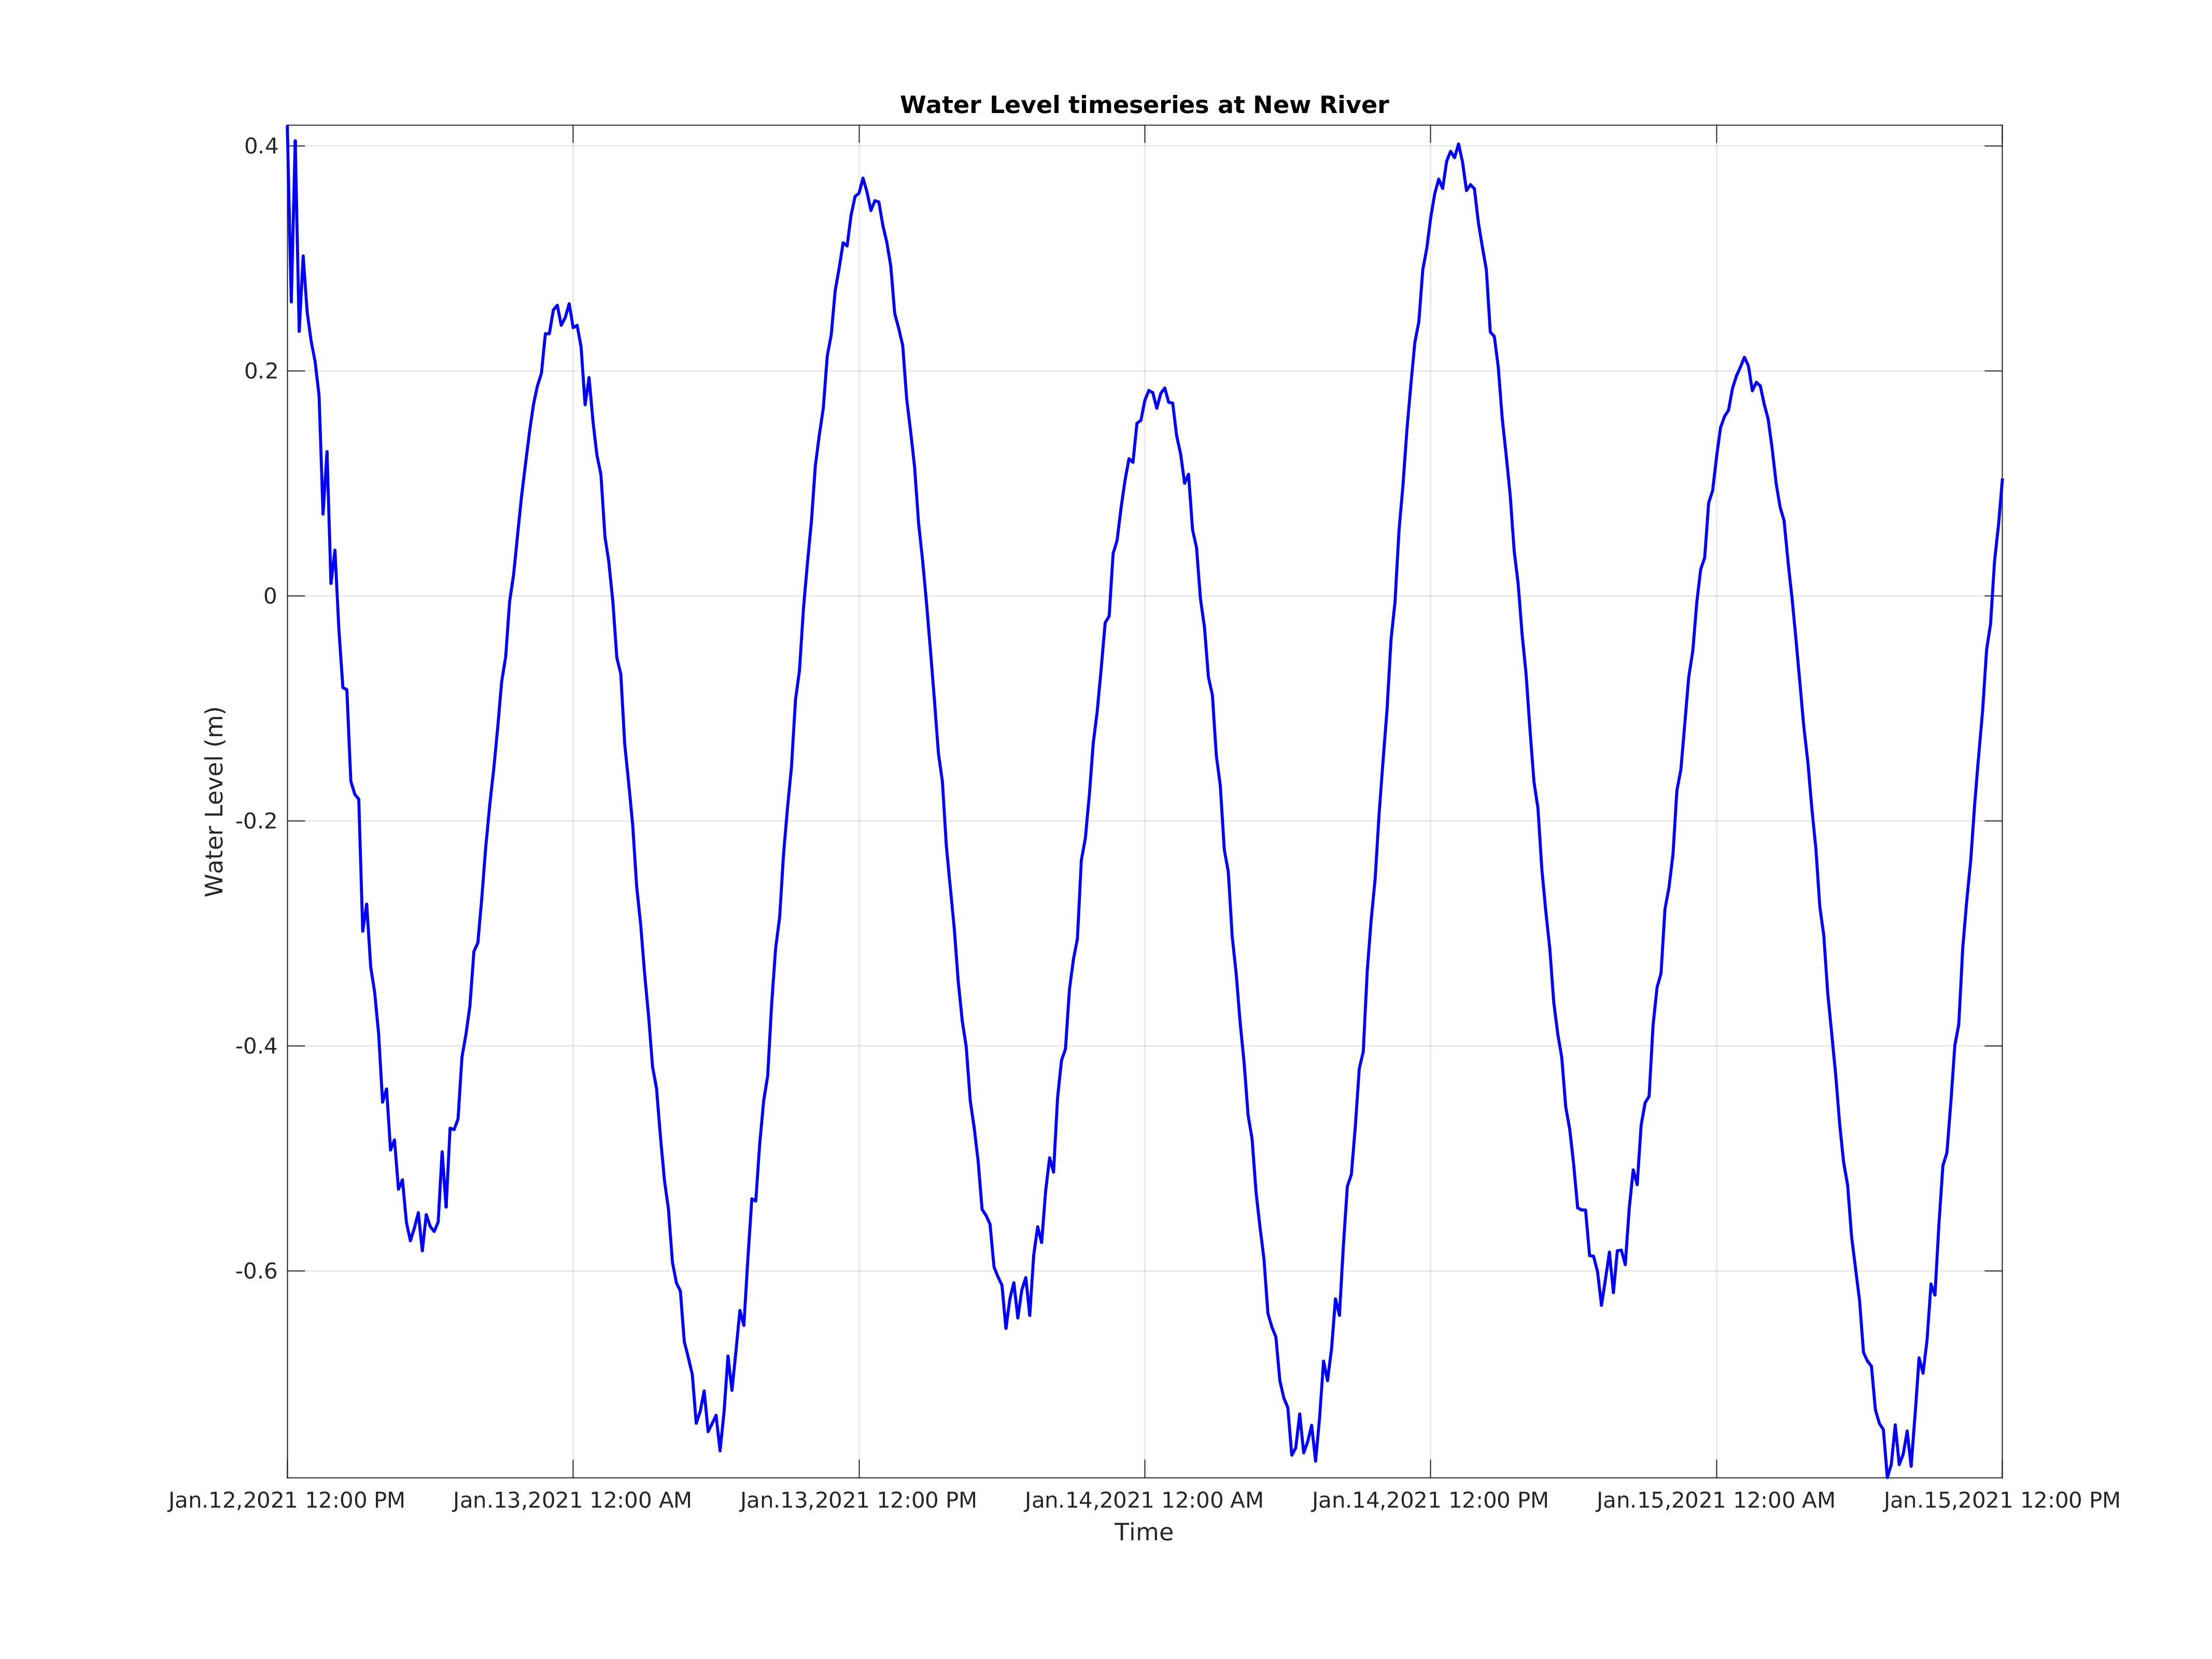 Water Level timeseries at New River
0.4
0.2
0
-0.2
-0.4
-0.6
Water Level (m)
Jan.12,2021 12:00 PM
Jan.13,2021 12:00 AM
Jan.13,2021 12:00 PM
Jan.14,2021 12:00 AM
Jan.14,2021 12:00 PM
Jan.15,2021 12:00 AM
Jan.15,2021 12:00 PM
Time